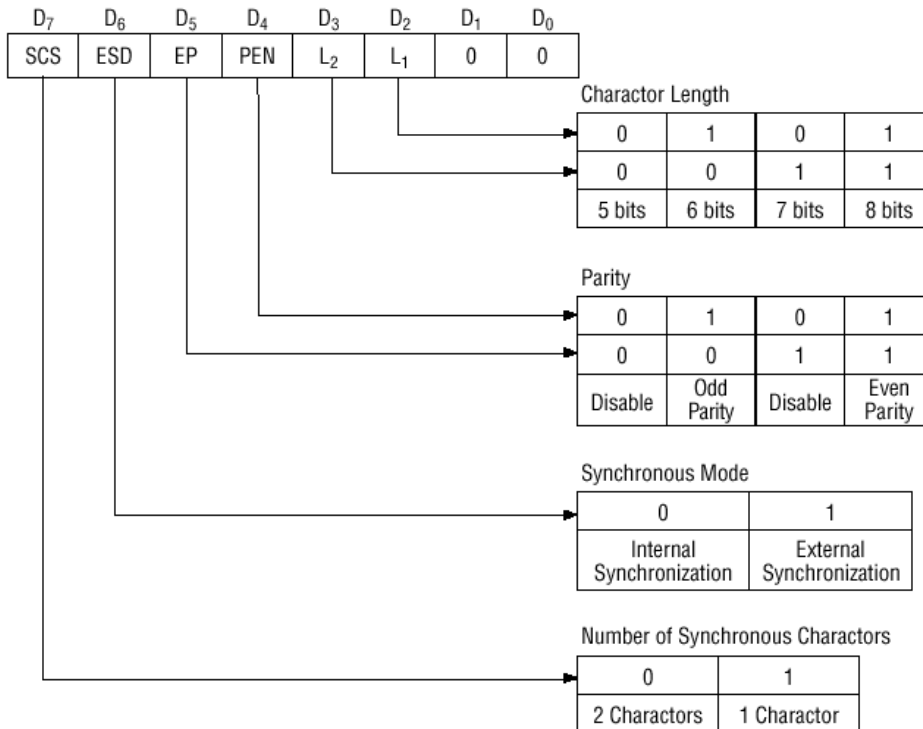 D7 D6 D5 D4 D3 D2 D1 D0
SCS ESD EP PEN L2 L1 0 0
Charactor Length
0 1 0 1
0 0 1 1
5 bits 6 bits 7 bits 8 bits
Parity
0 1 0 1
0 0 1 1
Disable Odd Parity Disable Even Parity
Synchronous Mode
0 1
Internal Synchronization External Synchronization
Number of Synchronous Charactors
0 1
2 Charactors 1 Charactor